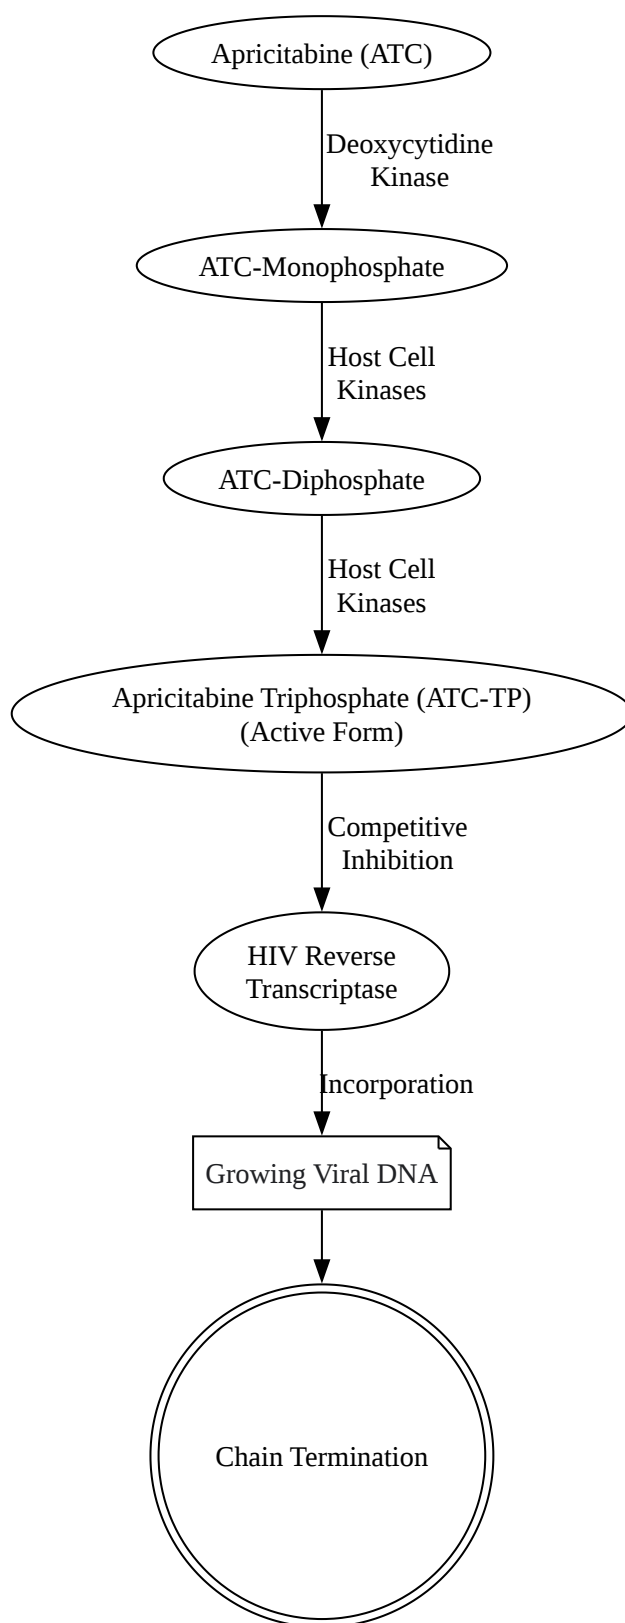 Apricitabine (ATC)
Deoxycytidine
Kinase
ATC-Monophosphate
Host Cell
Kinases
ATC-Diphosphate
Host Cell
Kinases
Apricitabine Triphosphate (ATC-TP)
(Active Form)
Competitive
Inhibition
HIV Reverse
Transcriptase
Incorporation
Growing Viral DNA
Chain Termination